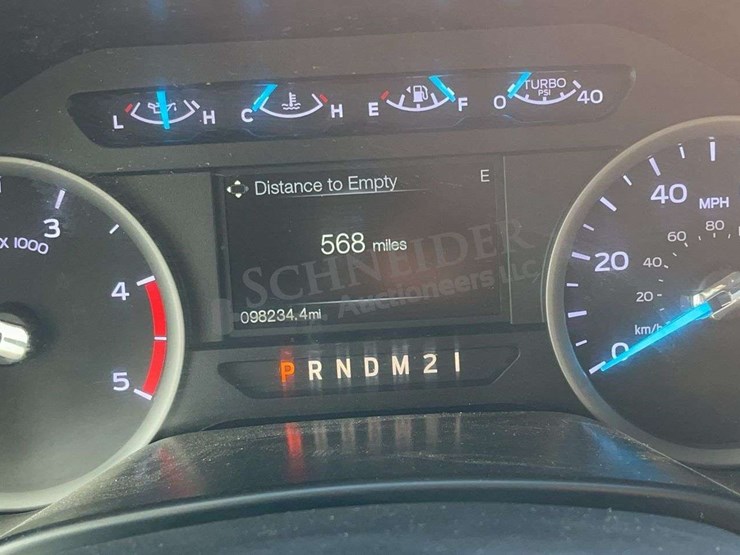 L H C H E F 0 TURBO PSI 40
Distance to Empty E
568 miles
098234.4mi
P R N D M 2 1
3
X 1000
4
5
40 MPH
60 80
20 40
20
km/h
0
SCHNEIDER
Auctioneers LLC